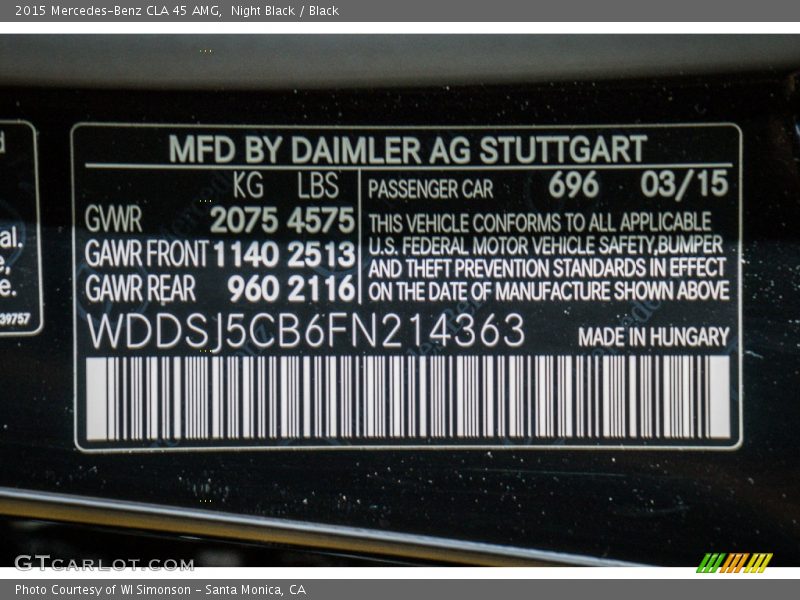 2015 Mercedes-Benz CLA 45 AMG, Night Black / Black
MFD BY DAIMLER AG STUTTGART
KG LBS
GVWR 2075 4575
GAWR FRONT 1140 2513
GAWR REAR 960 2116
PASSENGER CAR 696 03/15
THIS VEHICLE CONFORMS TO ALL APPLICABLE
U.S. FEDERAL MOTOR VEHICLE SAFETY,BUMPER
AND THEFT PREVENTION STANDARDS IN EFFECT
ON THE DATE OF MANUFACTURE SHOWN ABOVE
WDDSJ5CB6FN214363 MADE IN HUNGARY
39757
GTCARLOT.COM
Photo Courtesy of WI Simonson - Santa Monica, CA